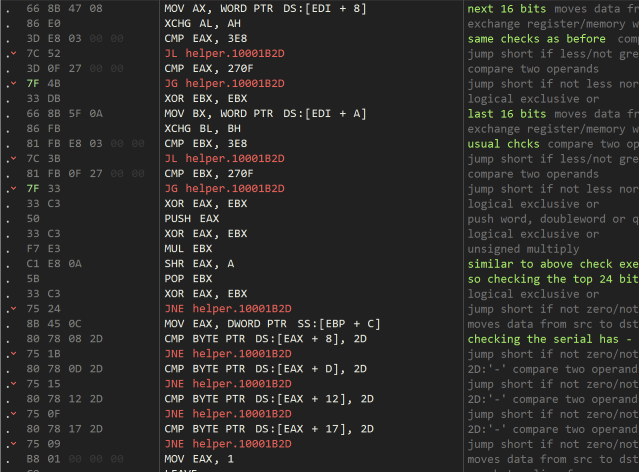 . 66 8B 47 08 MOV AX, WORD PTR DS:[EDI + 8] next 16 bits moves data fr
. 86 E0 XCHG AL, AH exchange register/memory w
. 3D E8 03 00 00 CMP EAX, 3E8 same checks as before comp
. 7C 52 JL helper.10001B2D jump short if less/not gre
. 3D 0F 27 00 00 CMP EAX, 270F compare two operands
. 7F 4B JG helper.10001B2D jump short if not less nor
. 33 DB XOR EBX, EBX logical exclusive or
. 66 8B 5F 0A MOV BX, WORD PTR DS:[EDI + A] last 16 bits moves data fr
. 86 FB XCHG BL, BH exchange register/memory w
. 81 FB E8 03 00 00 CMP EBX, 3E8 usual chcks compare two op
. 7C 3B JL helper.10001B2D jump short if less/not gre
. 81 FB 0F 27 00 00 CMP EBX, 270F compare two operands
. 7F 33 JG helper.10001B2D jump short if not less nor
. 33 C3 XOR EAX, EBX logical exclusive or
. 50 PUSH EAX push word, doubleword or q
. 33 C3 XOR EAX, EBX logical exclusive or
. F7 E3 MUL EBX unsigned multiply
. C1 E8 0A SHR EAX, A similar to above check exe
. 5B POP EBX so checking the top 24 bit
. 33 C3 XOR EAX, EBX logical exclusive or
. 75 24 JNE helper.10001B2D jump short if not zero/not
. 8B 45 0C MOV EAX, DWORD PTR SS:[EBP + C] moves data from src to dst
. 80 78 08 2D CMP BYTE PTR DS:[EAX + 8], 2D checking the serial has -
. 75 1B JNE helper.10001B2D jump short if not zero/not
. 80 78 0D 2D CMP BYTE PTR DS:[EAX + D], 2D 2D:'-' compare two operand
. 75 15 JNE helper.10001B2D jump short if not zero/not
. 80 78 12 2D CMP BYTE PTR DS:[EAX + 12], 2D 2D:'-' compare two operand
. 75 0F JNE helper.10001B2D jump short if not zero/not
. 80 78 17 2D CMP BYTE PTR DS:[EAX + 17], 2D 2D:'-' compare two operand
. 75 09 JNE helper.10001B2D jump short if not zero/not
. B8 01 00 00 00 MOV EAX, 1 moves data from src to dst